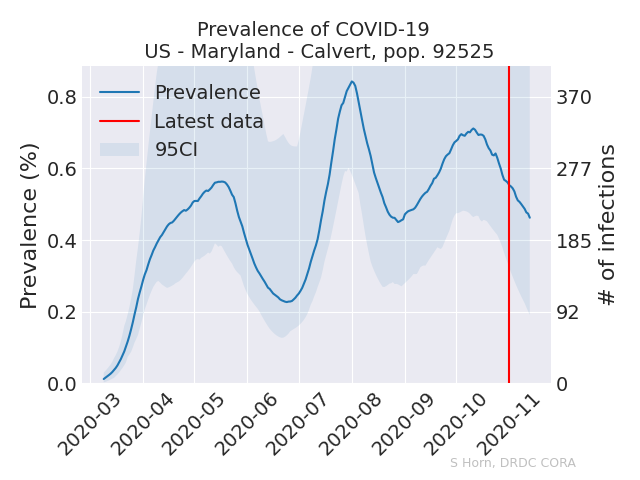 Prevalence of COVID-19
US - Maryland - Calvert, pop. 92525
Prevalence
Latest data
95CI
Prevalence (%)
0.8
0.6
0.4
0.2
0.0
370
277
185
92
0
# of infections
2020-03
2020-04
2020-05
2020-06
2020-07
2020-08
2020-09
2020-10
2020-11
S Horn, DRDC CORA